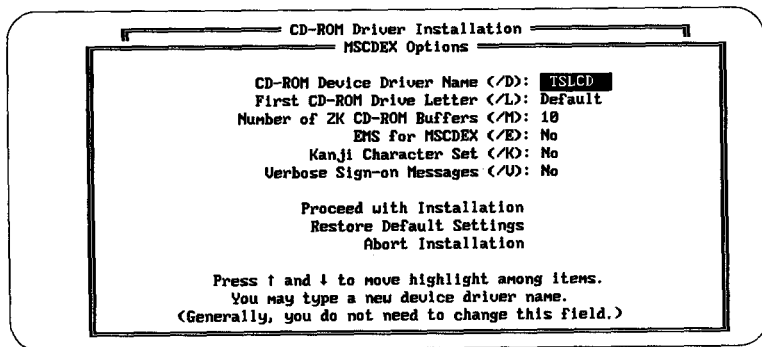 CD-ROM Driver Installation
MSCDEX Options
CD-ROM Device Driver Name (/D): TSLCD
First CD-ROM Drive Letter (/L): Default
Number of 2K CD-ROM Buffers (/M): 10
EMS for MSCDEX (/E): No
Kanji Character Set (/K): No
Verbose Sign-on Messages (/V): No
Proceed with Installation
Restore Default Settings
Abort Installation
Press ↑ and ↓ to move highlight among items.
You may type a new device driver name.
(Generally, you do not need to change this field.)